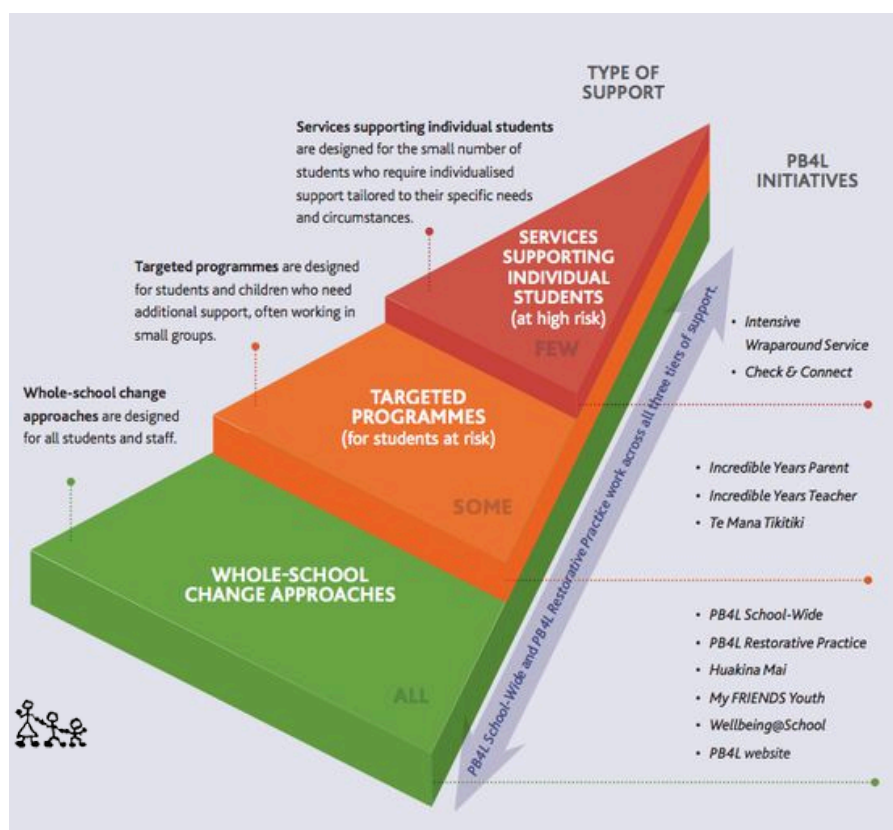 TYPE OF
SUPPORT
PB4L
INITIATIVES
Services supporting individual students
are designed for the small number of
students who require individualised
support tailored to their specific needs
and circumstances.
SERVICES
SUPPORTING
INDIVIDUAL
STUDENTS
(at high risk)
FEW
Targeted programmes are designed
for students and children who need
additional support, often working in
small groups.
TARGETED
PROGRAMMES
(for students at risk)
SOME
Whole-school change
approaches are designed
for all students and staff.
WHOLE-SCHOOL
CHANGE APPROACHES
ALL
PB4L School-Wide and PB4L Restorative Practice work across all three tiers of support.
• Intensive
Wraparound Service
• Check & Connect
• Incredible Years Parent
• Incredible Years Teacher
• Te Mana Tikitiki
• PB4L School-Wide
• PB4L Restorative Practice
• Huakina Mai
• My FRIENDS Youth
• Wellbeing@School
• PB4L website